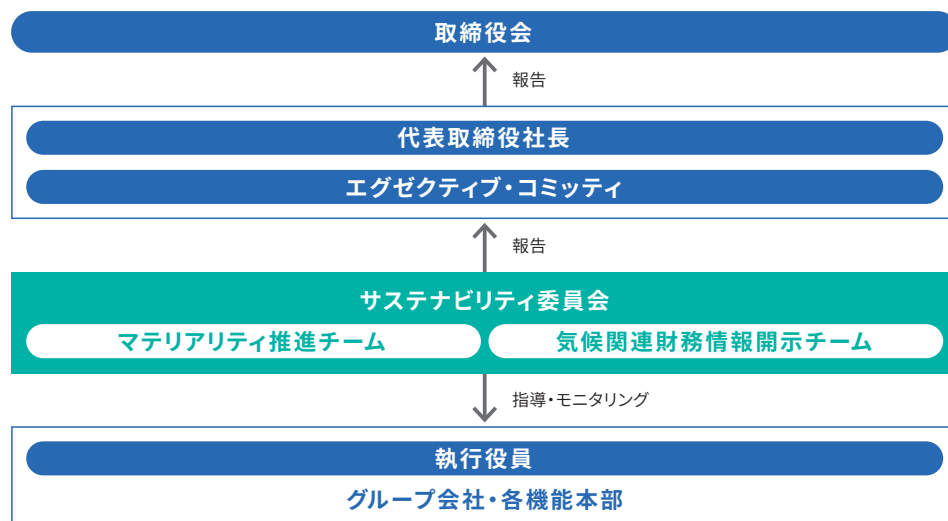 取締役会
報告
代表取締役社長
エグゼクティブ・コミッティ
報告
サステナビリティ委員会
マテリアリティ推進チーム
気候関連財務情報開示チーム
指導・モニタリング
執行役員
グループ会社・各機能本部